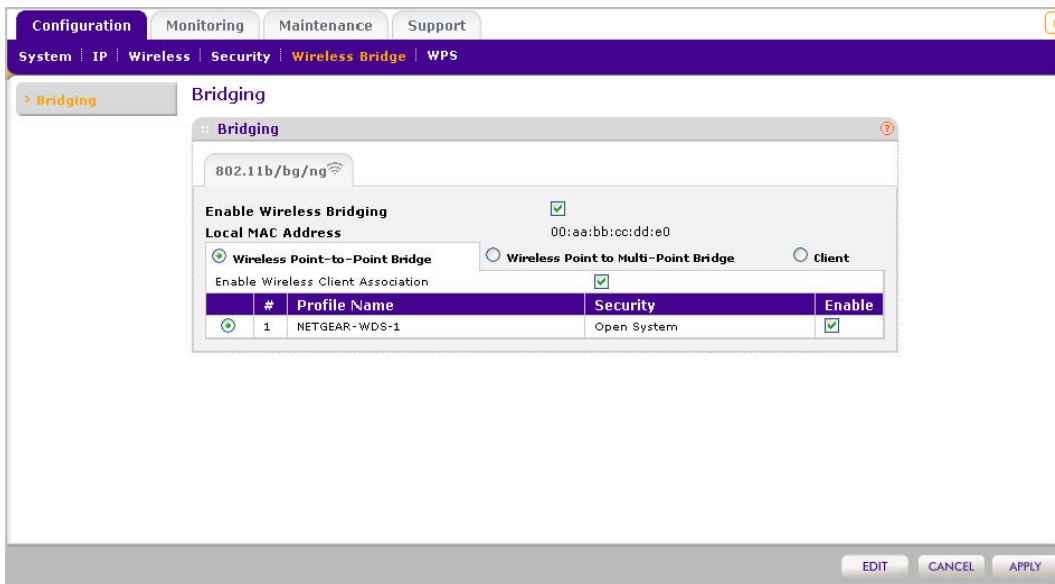 Configuration Monitoring Maintenance Support
System IP Wireless Security Wireless Bridge WPS
Bridging
Bridging
Bridging
802.11b/bg/ng
Enable Wireless Bridging
Local MAC Address 00:aa:bb:cc:dd:e0
Wireless Point-to-Point Bridge Wireless Point to Multi-Point Bridge Client
Enable Wireless Client Association
# Profile Name Security Enable
1 NETGEAR-WDS-1 Open System
EDIT CANCEL APPLY